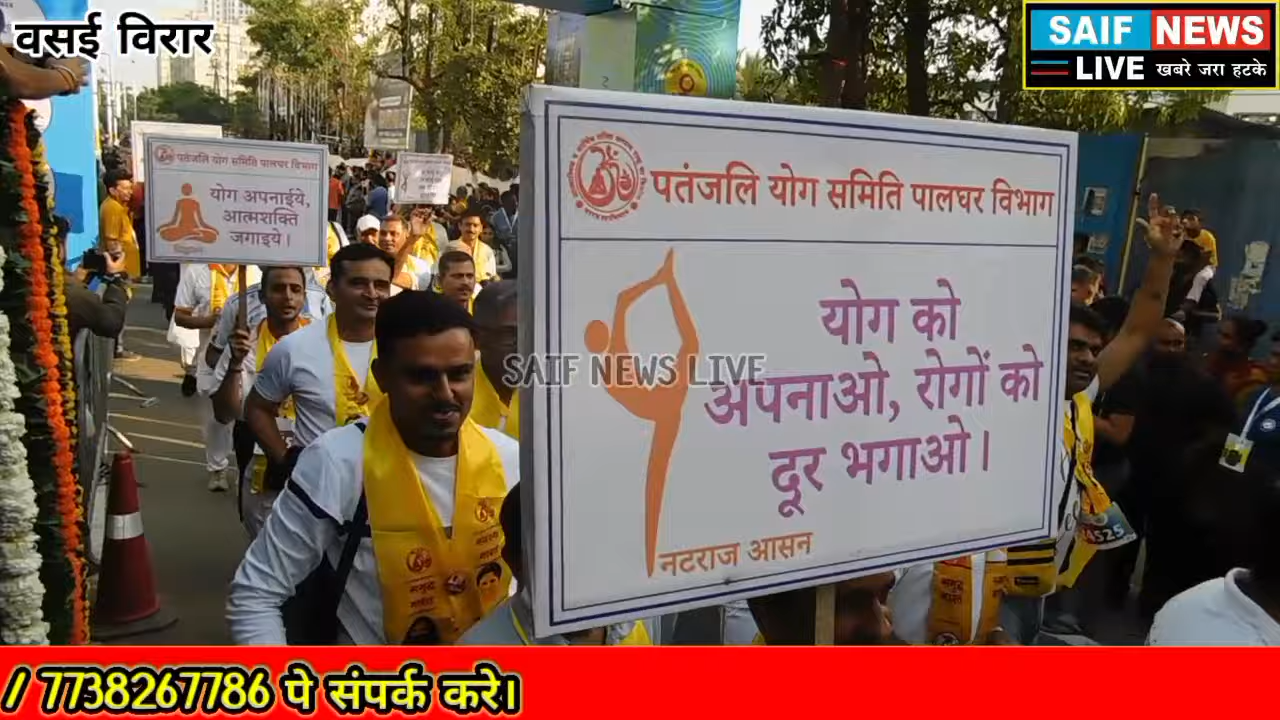 वसई विरार
SAIF NEWS
LIVE खबरे जरा हटके
पतंजलि योग समिति पालघर विभाग
योग अपनाईये,
आत्मशक्ति
जगाइये।
पतंजलि योग समिति पालघर विभाग
योग को
अपनाओ, रोगों को
दूर भगाओ।
नटराज आसन
SAIF NEWS LIVE
/ 7738267786 पे संपर्क करे।